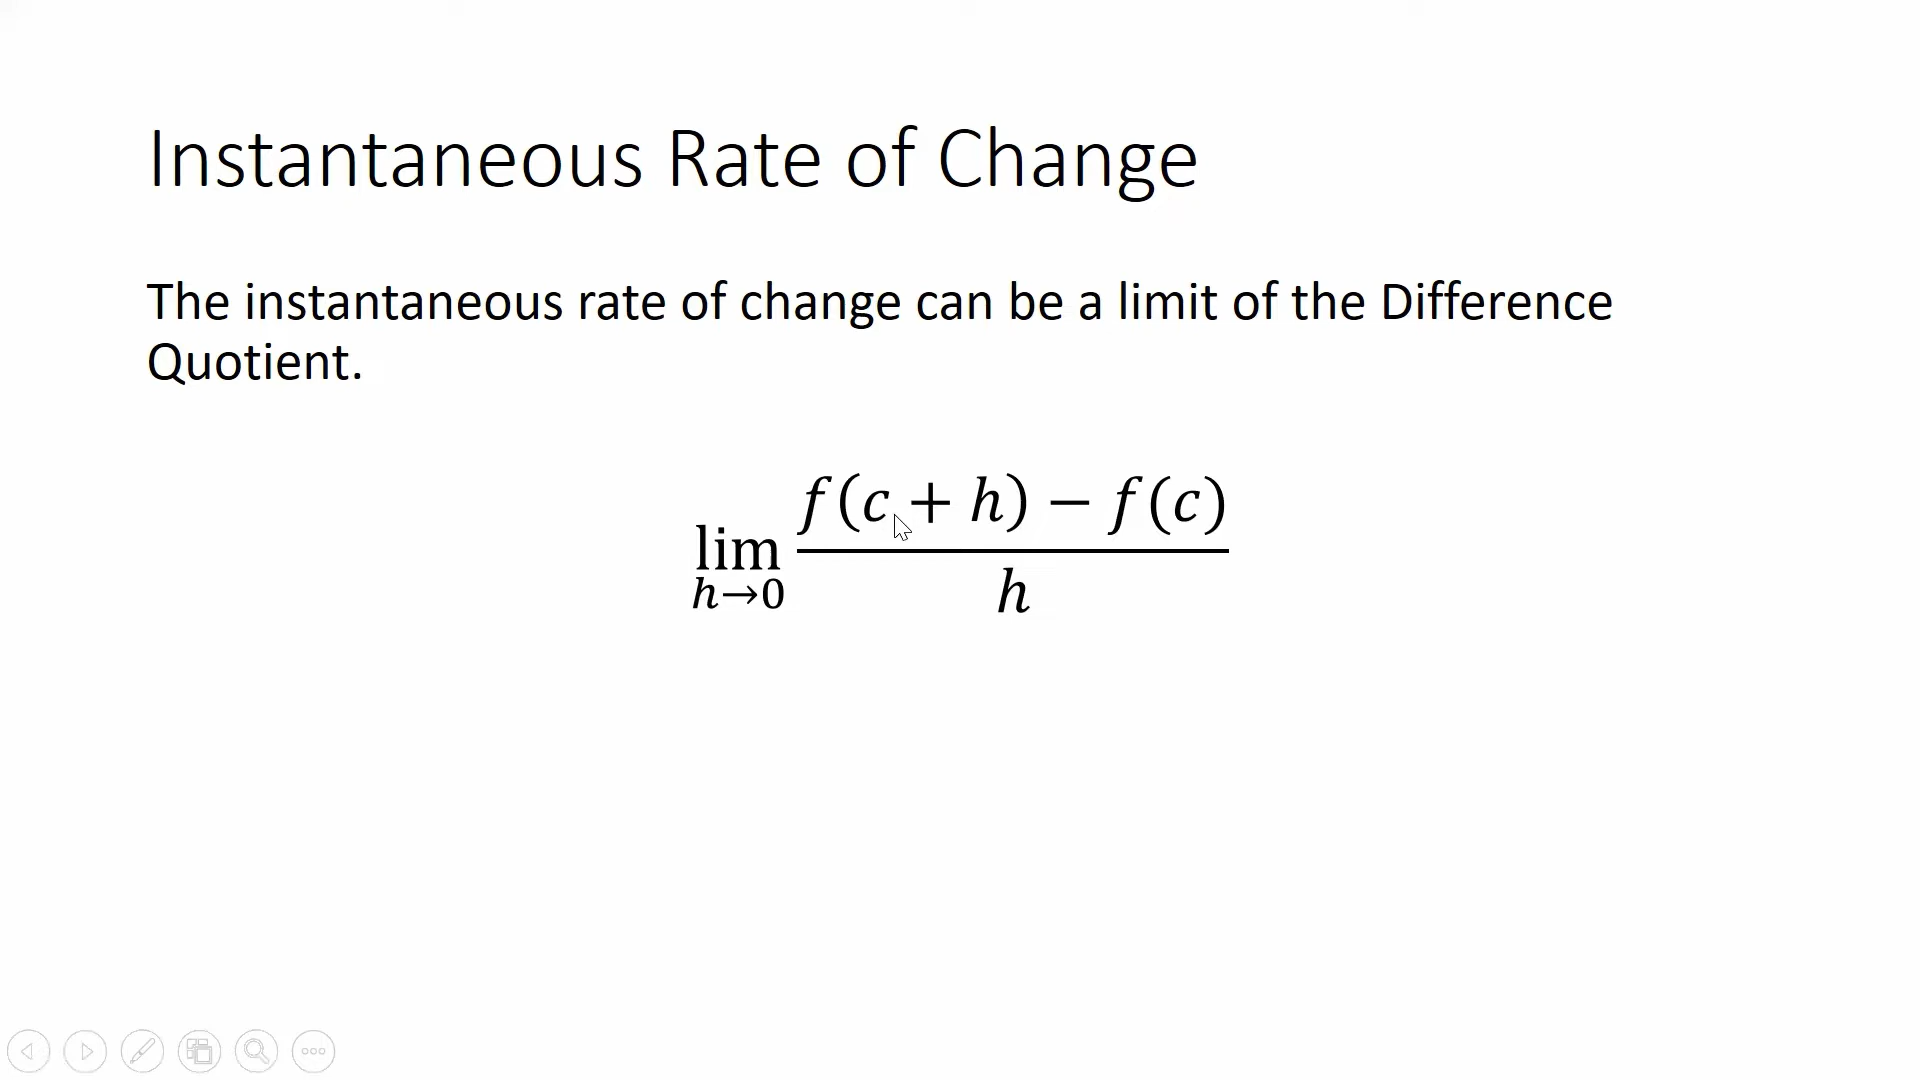 Instantaneous Rate of Change
The instantaneous rate of change can be a limit of the Difference
Quotient.
f(c + h) − f(c)
lim
h→0
h